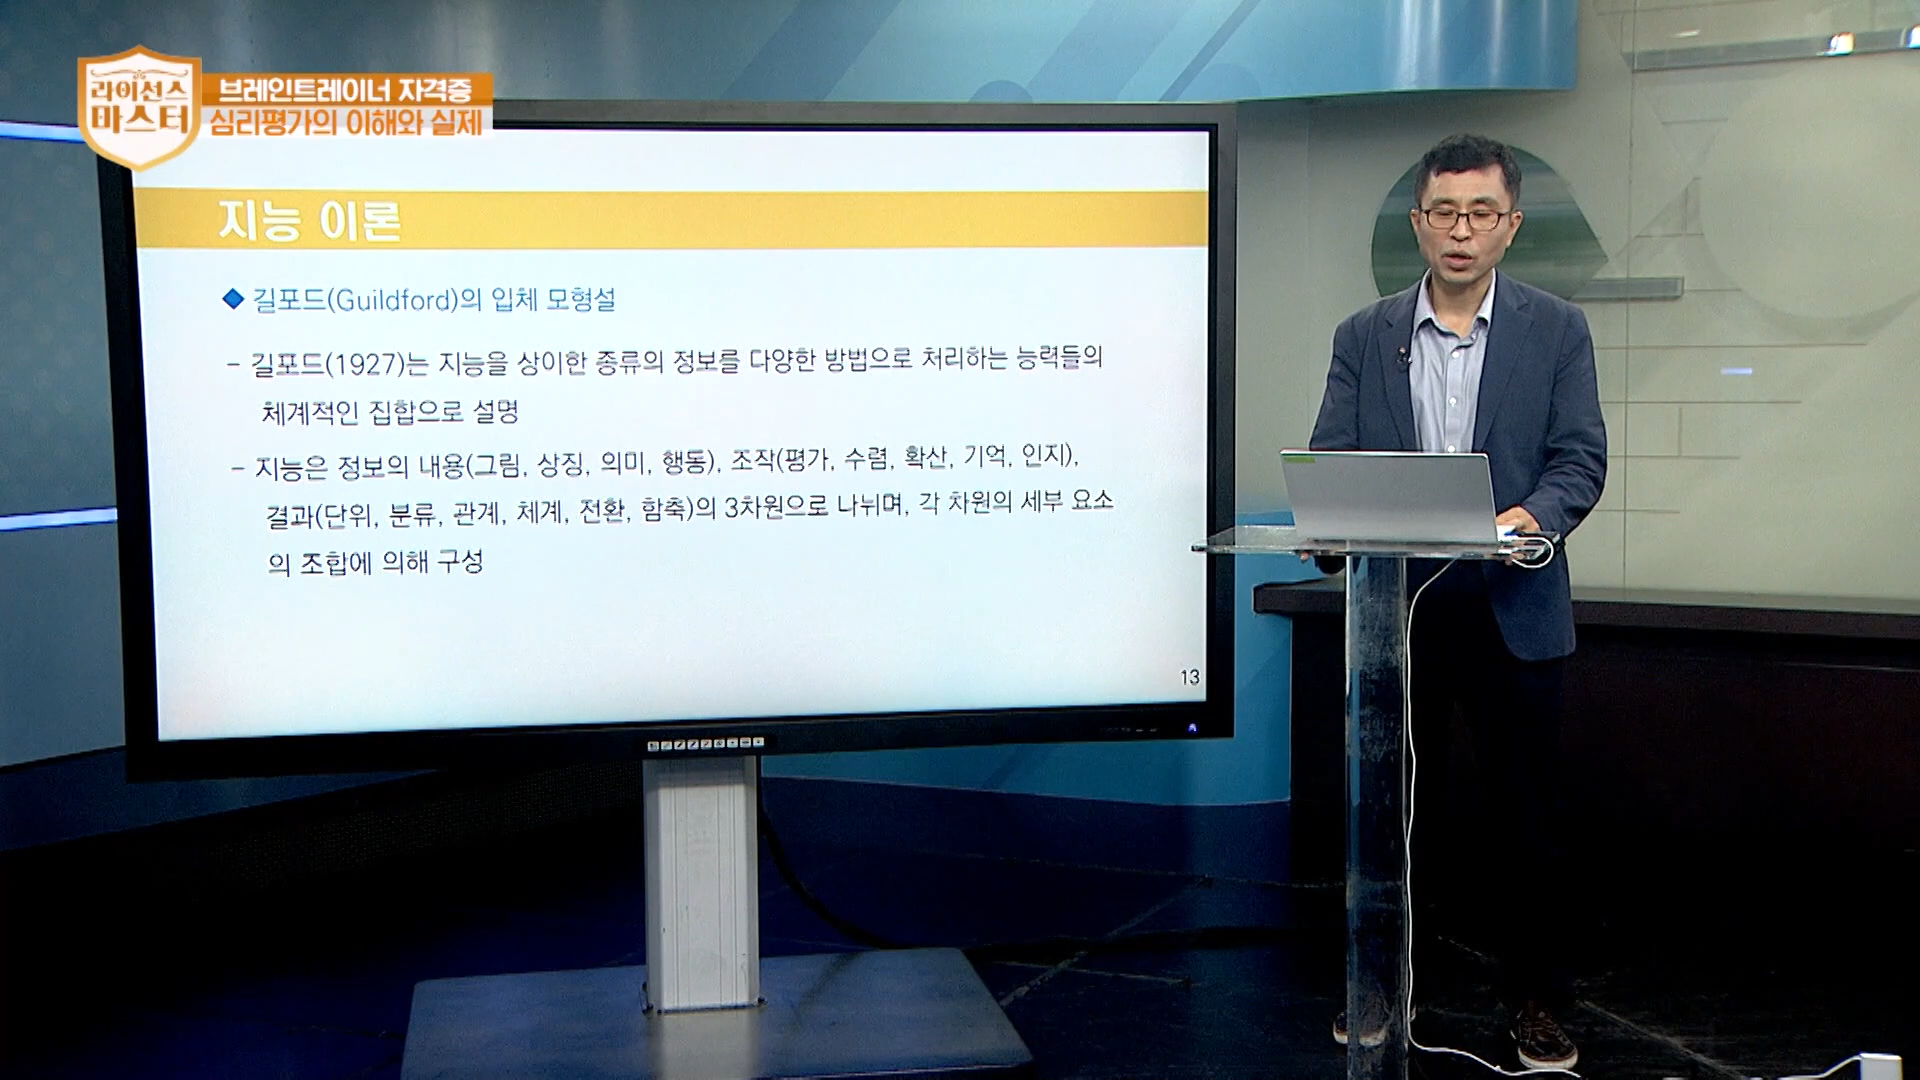 라이선스
마스터
브레인트레이너 자격증
심리평가의 이해와 실제
지능 이론
◆ 길포드(Guildford)의 입체 모형설
- 길포드(1927)는 지능을 상이한 종류의 정보를 다양한 방법으로 처리하는 능력들의
체계적인 집합으로 설명
- 지능은 정보의 내용(그림, 상징, 의미, 행동), 조작(평가, 수렴, 확산, 기억, 인지),
결과(단위, 분류, 관계, 체계, 전환, 함축)의 3차원으로 나뉘며, 각 차원의 세부 요소
의 조합에 의해 구성
13